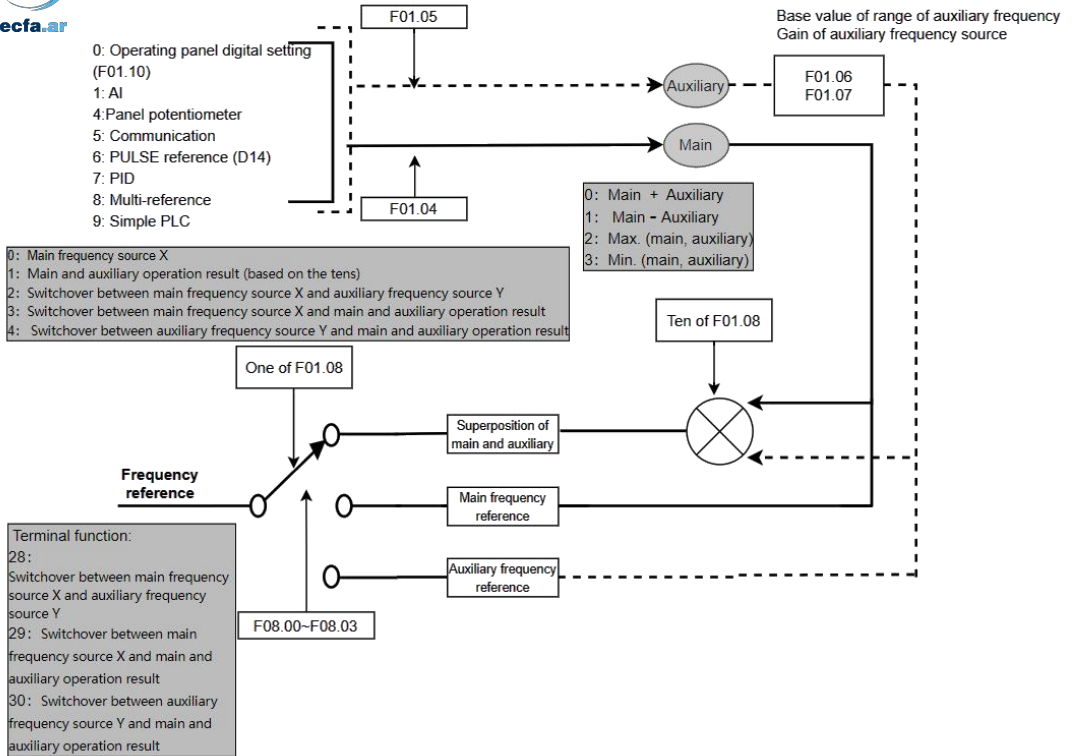 ecfa.ar
F01.05
Base value of range of auxiliary frequency
Gain of auxiliary frequency source
0: Operating panel digital setting
(F01.10)
1: AI
4:Panel potentiometer
5: Communication
6: PULSE reference (D14)
7: PID
8: Multi-reference
9: Simple PLC
Auxiliary
F01.06
F01.07
Main
F01.04
0: Main + Auxiliary
1: Main - Auxiliary
2: Max. (main, auxiliary)
3: Min. (main, auxiliary)
0: Main frequency source X
1: Main and auxiliary operation result (based on the tens)
2: Switchover between main frequency source X and auxiliary frequency source Y
3: Switchover between main frequency source X and main and auxiliary operation result
4: Switchover between auxiliary frequency source Y and main and auxiliary operation result
Ten of F01.08
One of F01.08
Superposition of
main and auxiliary
Frequency
reference
Main frequency
reference
Auxiliary frequency
reference
Terminal function:
28:
Switchover between main frequency
source X and auxiliary frequency
source Y
29: Switchover between main
frequency source X and main and
auxiliary operation result
30: Switchover between auxiliary
frequency source Y and main and
auxiliary operation result
F08.00~F08.03